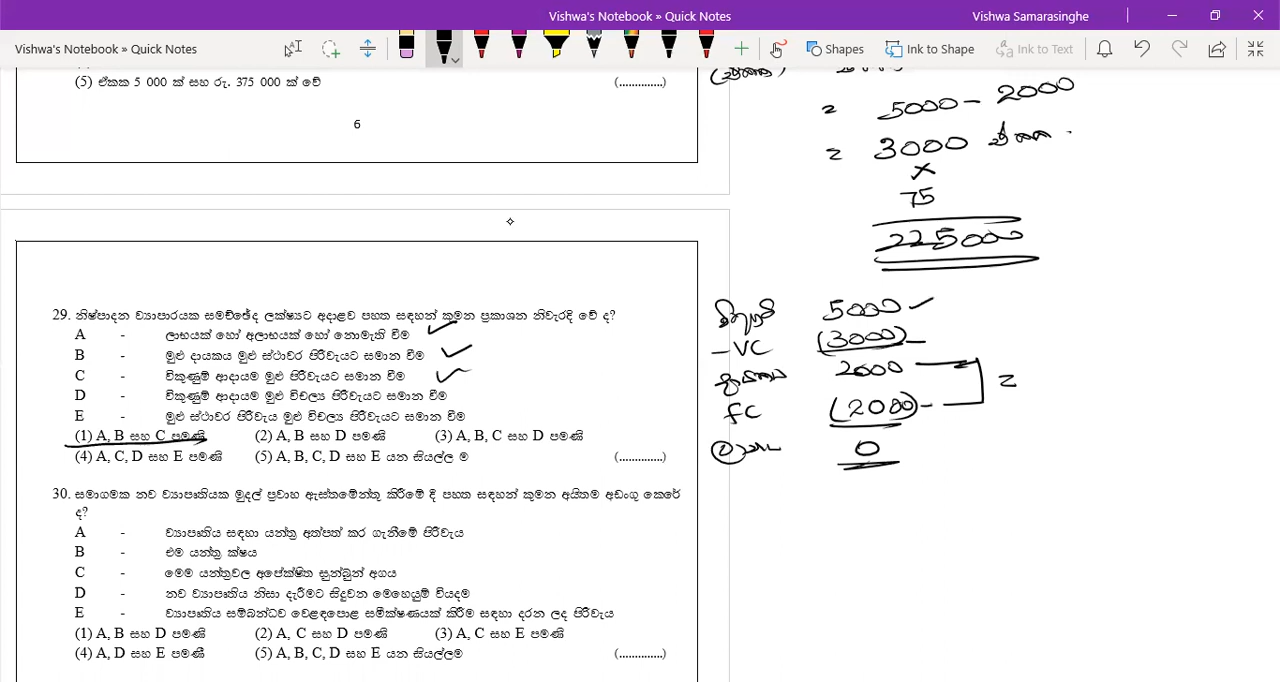 Vishwa's Notebook » Quick Notes
Vishwa Samarasinghe
Vishwa's Notebook » Quick Notes
Shapes
Ink to Shape
Ink to Text
(5) ඒකක 5 000 ක් සහ රු. 375 000 ක් වේ (..............)
6
= 5000 - 2000
= 3000
×
75
225000
29. නිෂ්පාදන ව්‍යාපාරයක සමච්ඡේද ලක්ෂ්‍යට අදාළව පහත සඳහන් කුමන ප්‍රකාශන නිවැරදි වේ ද?
A - ලාභයක් හෝ අලාභයක් හෝ නොමැති වීම
B - මුළු දායකය මුළු ස්ථාවර පිරිවැයට සමාන වීම
C - විකුණුම් ආදායම මුළු පිරිවැයට සමාන වීම
D - විකුණුම් ආදායම මුළු විචල්‍ය පිරිවැයට සමාන වීම
E - මුළු ස්ථාවර පිරිවැය මුළු විචල්‍ය පිරිවැයට සමාන වීම
(1) A, B සහ C පමණි (2) A, B සහ D පමණි (3) A, B, C සහ D පමණි
(4) A, C, D සහ E පමණි (5) A, B, C, D සහ E යන සියල්ල ම (..............)
5000
- VC (3000)
2000 =
FC (2000)
0
30. සමාගමක නව ව්‍යාපෘතියක මුදල් ප්‍රවාහ ඇස්තමේන්තු කිරීමේ දී පහත සඳහන් කුමන අයිතම අඩංගු කෙරේ
ද?
A - ව්‍යාපෘතිය සඳහා යන්ත්‍ර අත්පත් කර ගැනීමේ පිරිවැය
B - එම යන්ත්‍ර ක්ෂය
C - මෙම යන්ත්‍රවල අපේක්ෂිත සුන්බුන් අගය
D - නව ව්‍යාපෘතිය නිසා දැරීමට සිදුවන මෙහෙයුම් වියදම
E - ව්‍යාපෘතිය සම්බන්ධව වෙළඳපොළ සමීක්ෂණයක් කිරීම සඳහා දරන ලද පිරිවැය
(1) A, B සහ D පමණි (2) A, C සහ D පමණි (3) A, C සහ E පමණි
(4) A, D සහ E පමණී (5) A, B, C, D සහ E යන සියල්ලම (..............)